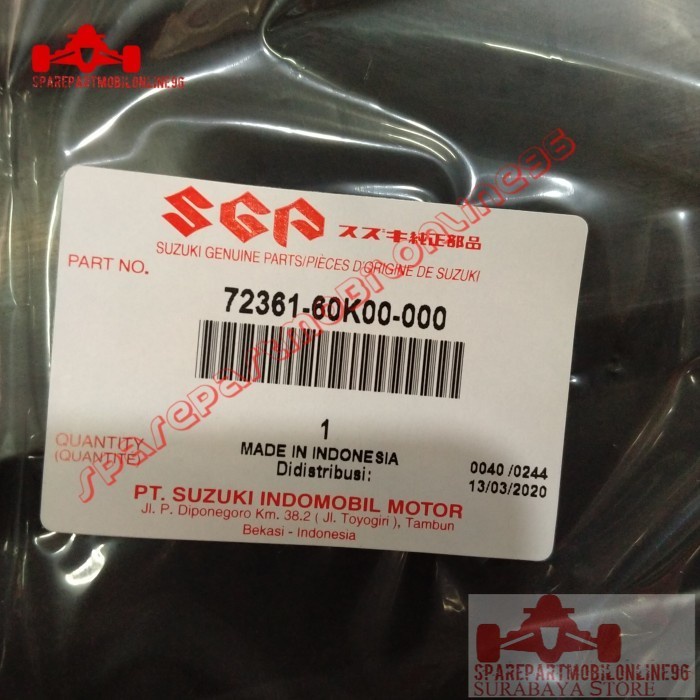 SPAREPARTMOBILONLINE96
SGP スズキ純正部品
SUZUKI GENUINE PARTS/PIÈCES D'ORIGINE DE SUZUKI
PART NO.
72361-60K00-000
sparepartmobilonline96
1
QUANTITY
(QUANTITÉ)
MADE IN INDONESIA
Didistribusi:
0040 /0244
13/03/2020
PT. SUZUKI INDOMOBIL MOTOR
Jl. P. Diponegoro Km. 38.2 ( Jl. Toyogiri ), Tambun
Bekasi - Indonesia
SPAREPARTMOBILONLINE96
SURABAYA STORE